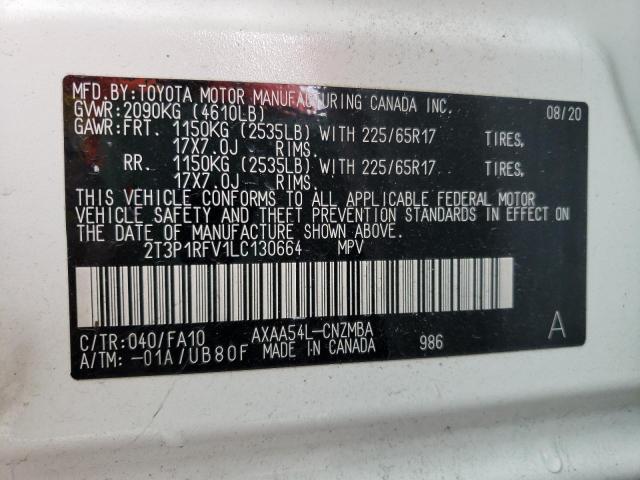 MFD.BY:TOYOTA MOTOR MANUFACTURING CANADA INC. 08/20
GVWR:2090KG (4610LB)
GAWR:FRT. 1150KG (2535LB) WITH 225/65R17 TIRES,
17X7.0J RIMS.
RR. 1150KG (2535LB) WITH 225/65R17 TIRES,
17X7.0J RIMS.
THIS VEHICLE CONFORMS TO ALL APPLICABLE FEDERAL MOTOR
VEHICLE SAFETY AND THEFT PREVENTION STANDARDS IN EFFECT ON
THE DATE OF MANUFACTURE SHOWN ABOVE.
2T3P1RFV1LC130664 MPV
C/TR:040/FA10 AXAA54L-CNZMBA A
A/TM:-01A/UB80F MADE IN CANADA 986